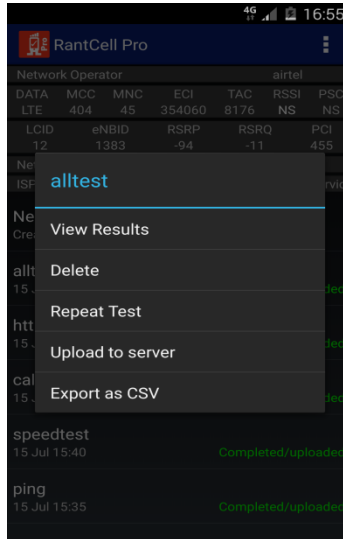 4G 16:55
Pro RantCell Pro
Network Operator airtel
DATA MCC MNC ECI TAC RSSI PSC
LTE 404 45 354060 8176 NS NS
LCID eNBID RSRP RSRQ PCI
12 1383 -94 -11 455
alltest
View Results
Delete
Repeat Test
Upload to server
Export as CSV
speedtest
15 Jul 15:40 Completed/uploaded
ping
15 Jul 15:35 Completed/uploaded